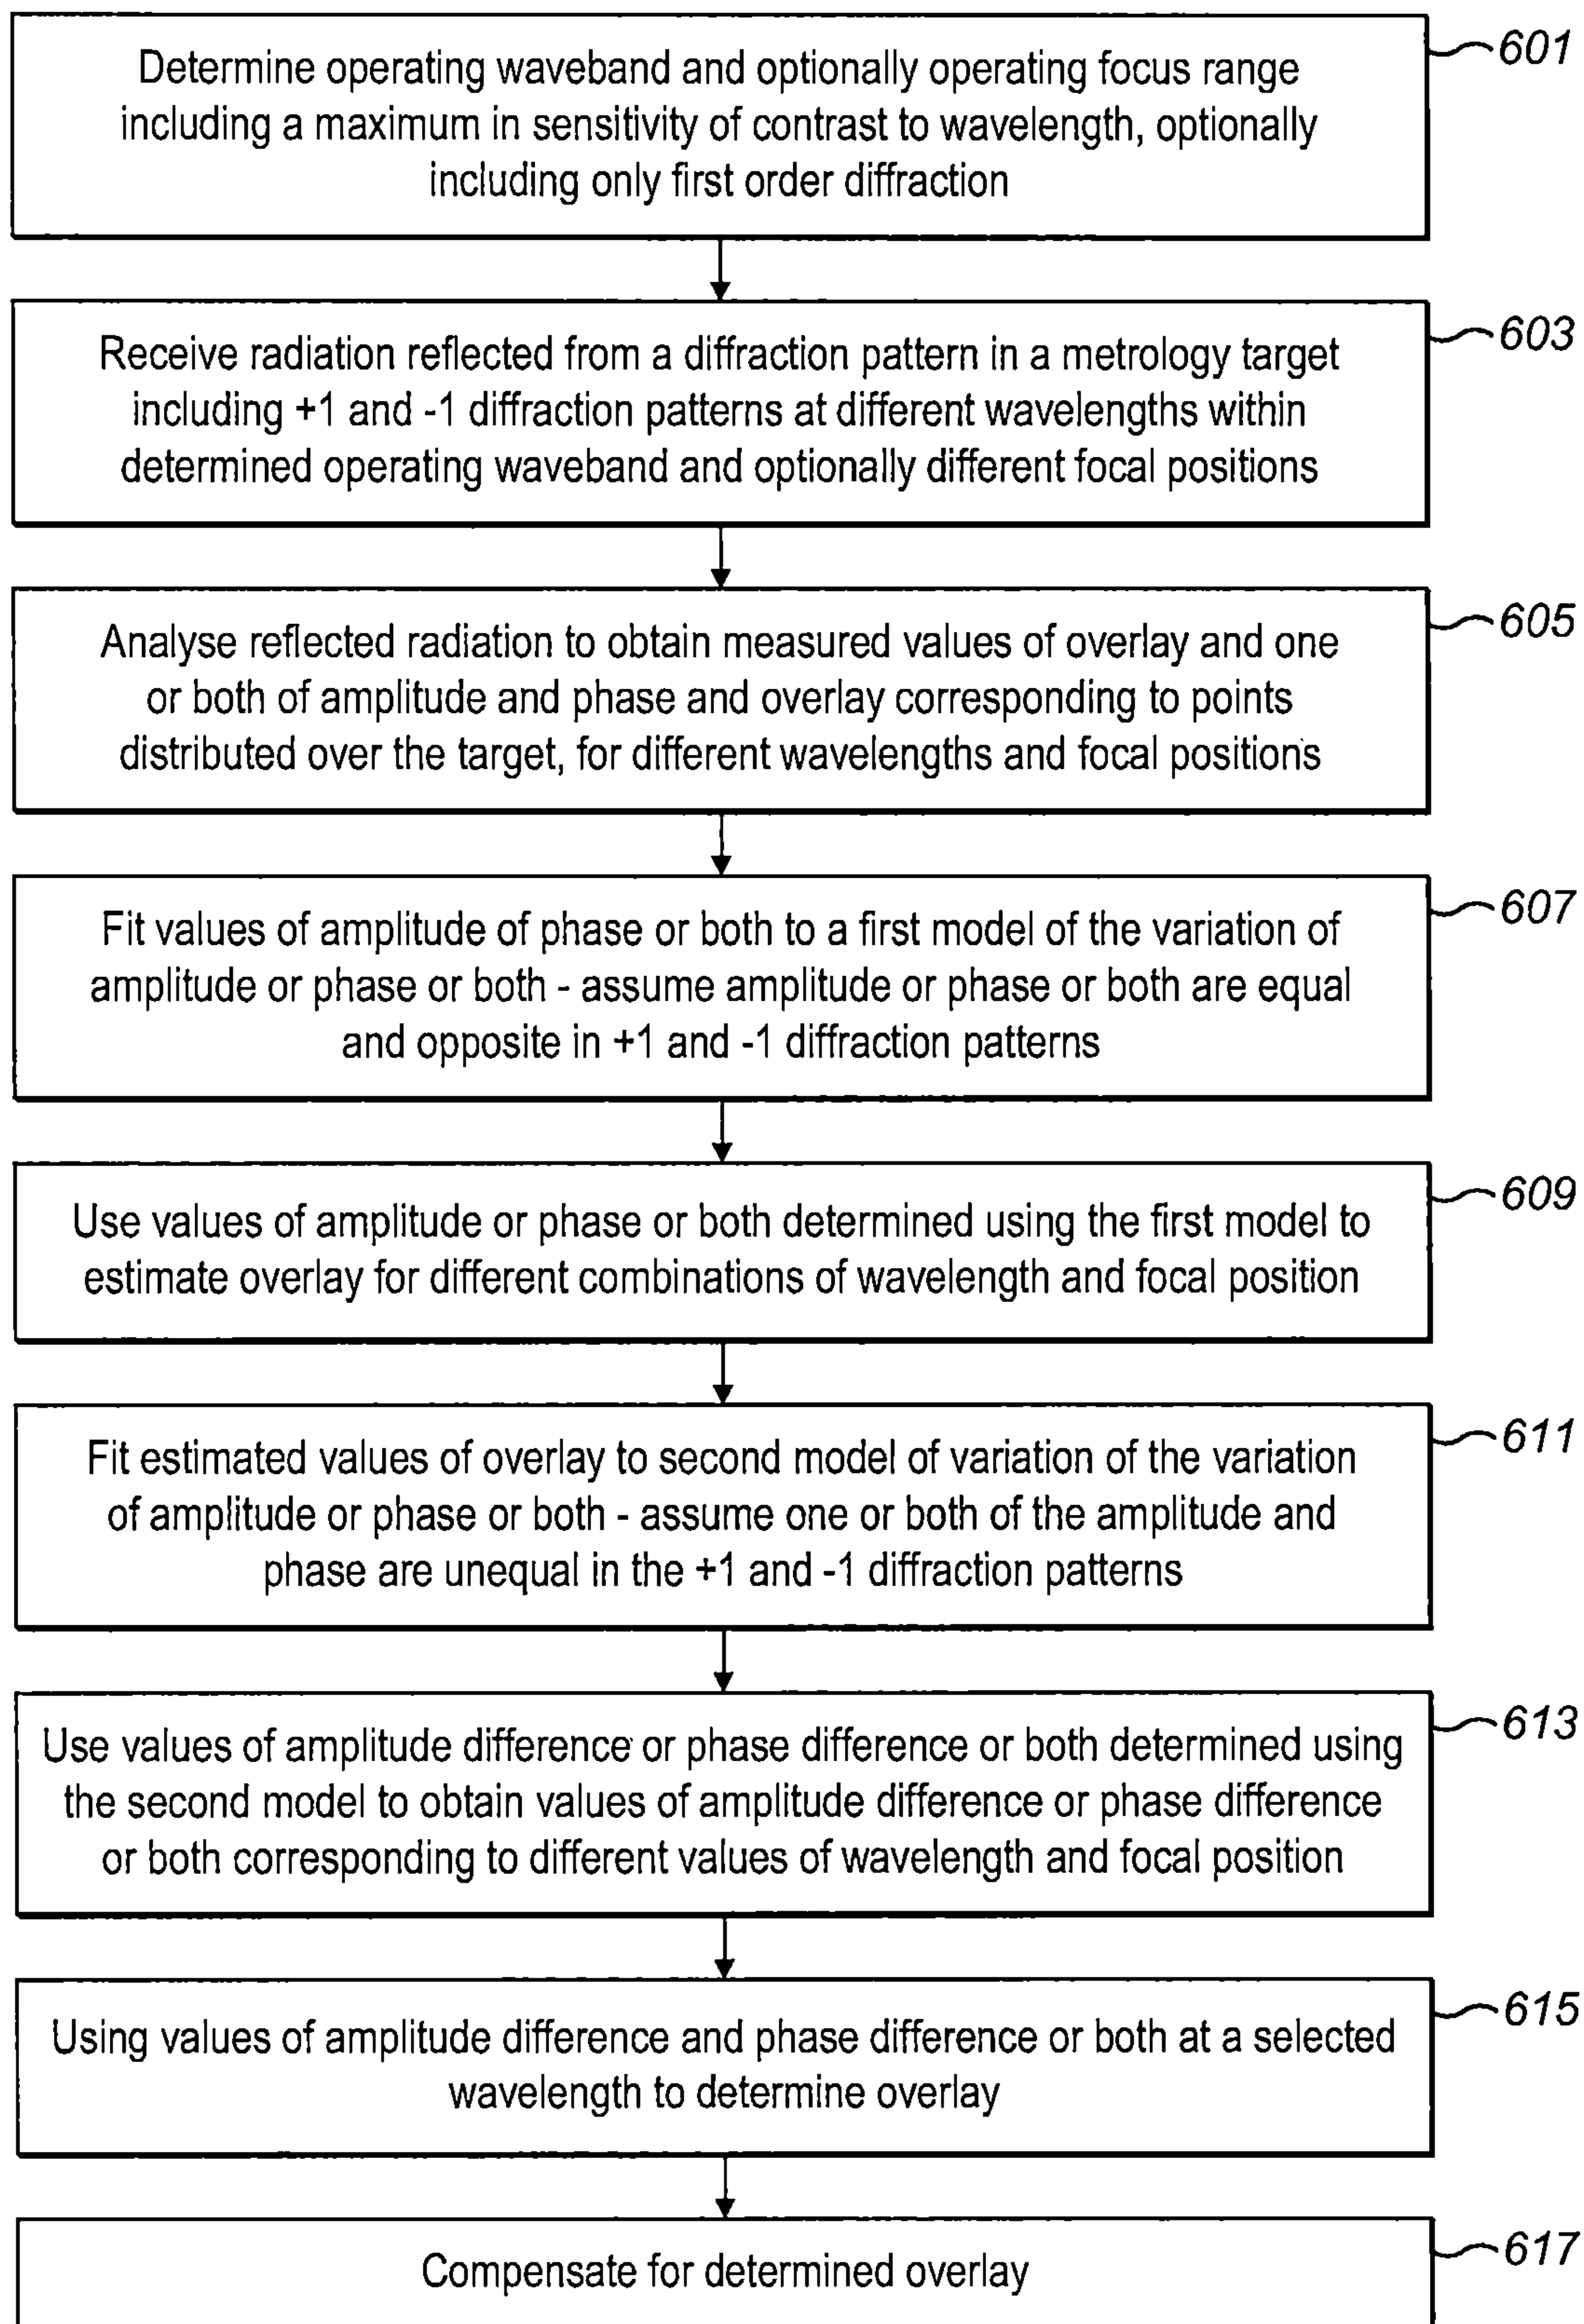 Determine operating waveband and optionally operating focus range
including a maximum in sensitivity of contrast to wavelength, optionally
including only first order diffraction
601
Receive radiation reflected from a diffraction pattern in a metrology target
including +1 and -1 diffraction patterns at different wavelengths within
determined operating waveband and optionally different focal positions
603
Analyse reflected radiation to obtain measured values of overlay and one
or both of amplitude and phase and overlay corresponding to points
distributed over the target, for different wavelengths and focal positions
605
Fit values of amplitude of phase or both to a first model of the variation of
amplitude or phase or both - assume amplitude or phase or both are equal
and opposite in +1 and -1 diffraction patterns
607
Use values of amplitude or phase or both determined using the first model to
estimate overlay for different combinations of wavelength and focal position
609
Fit estimated values of overlay to second model of variation of the variation
of amplitude or phase or both - assume one or both of the amplitude and
phase are unequal in the +1 and -1 diffraction patterns
611
Use values of amplitude difference or phase difference or both determined using
the second model to obtain values of amplitude difference or phase difference
or both corresponding to different values of wavelength and focal position
613
Using values of amplitude difference and phase difference or both at a selected
wavelength to determine overlay
615
Compensate for determined overlay
617